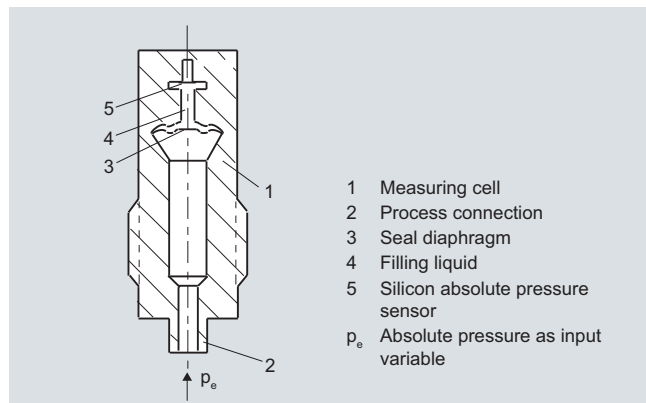 5
4
3
1
2
pₑ
1 Measuring cell
2 Process connection
3 Seal diaphragm
4 Filling liquid
5 Silicon absolute pressure
sensor
pₑ Absolute pressure as input
variable